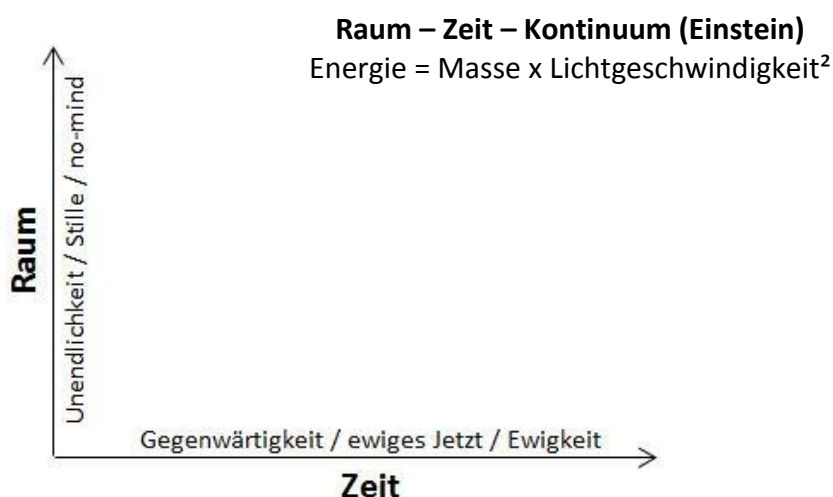 Raum – Zeit – Kontinuum (Einstein)
Energie = Masse x Lichtgeschwindigkeit²
Raum
Unendlichkeit / Stille / no-mind
Gegenwärtigkeit / ewiges Jetzt / Ewigkeit
Zeit